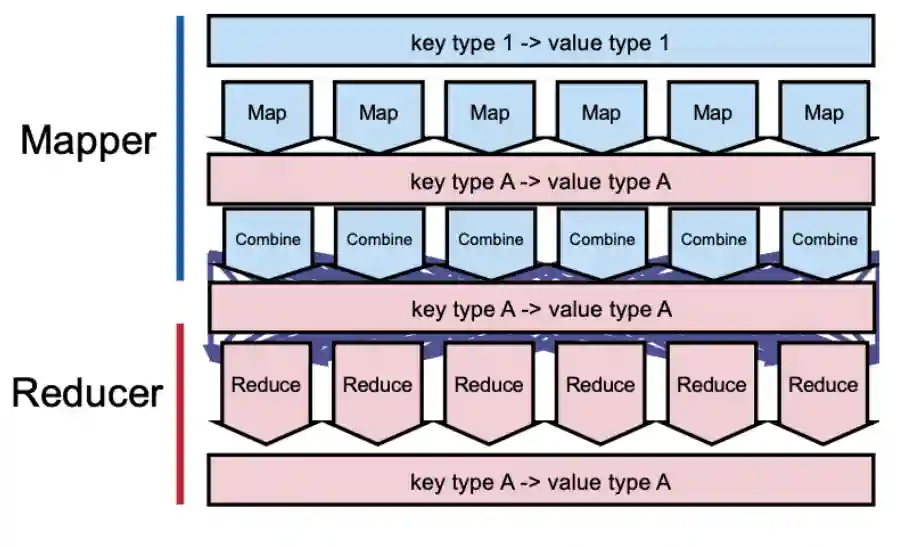 key type 1 -> value type 1
Map Map Map Map Map Map
Mapper
key type A -> value type A
Combine Combine Combine Combine Combine Combine
key type A -> value type A
Reducer
Reduce Reduce Reduce Reduce Reduce Reduce
key type A -> value type A